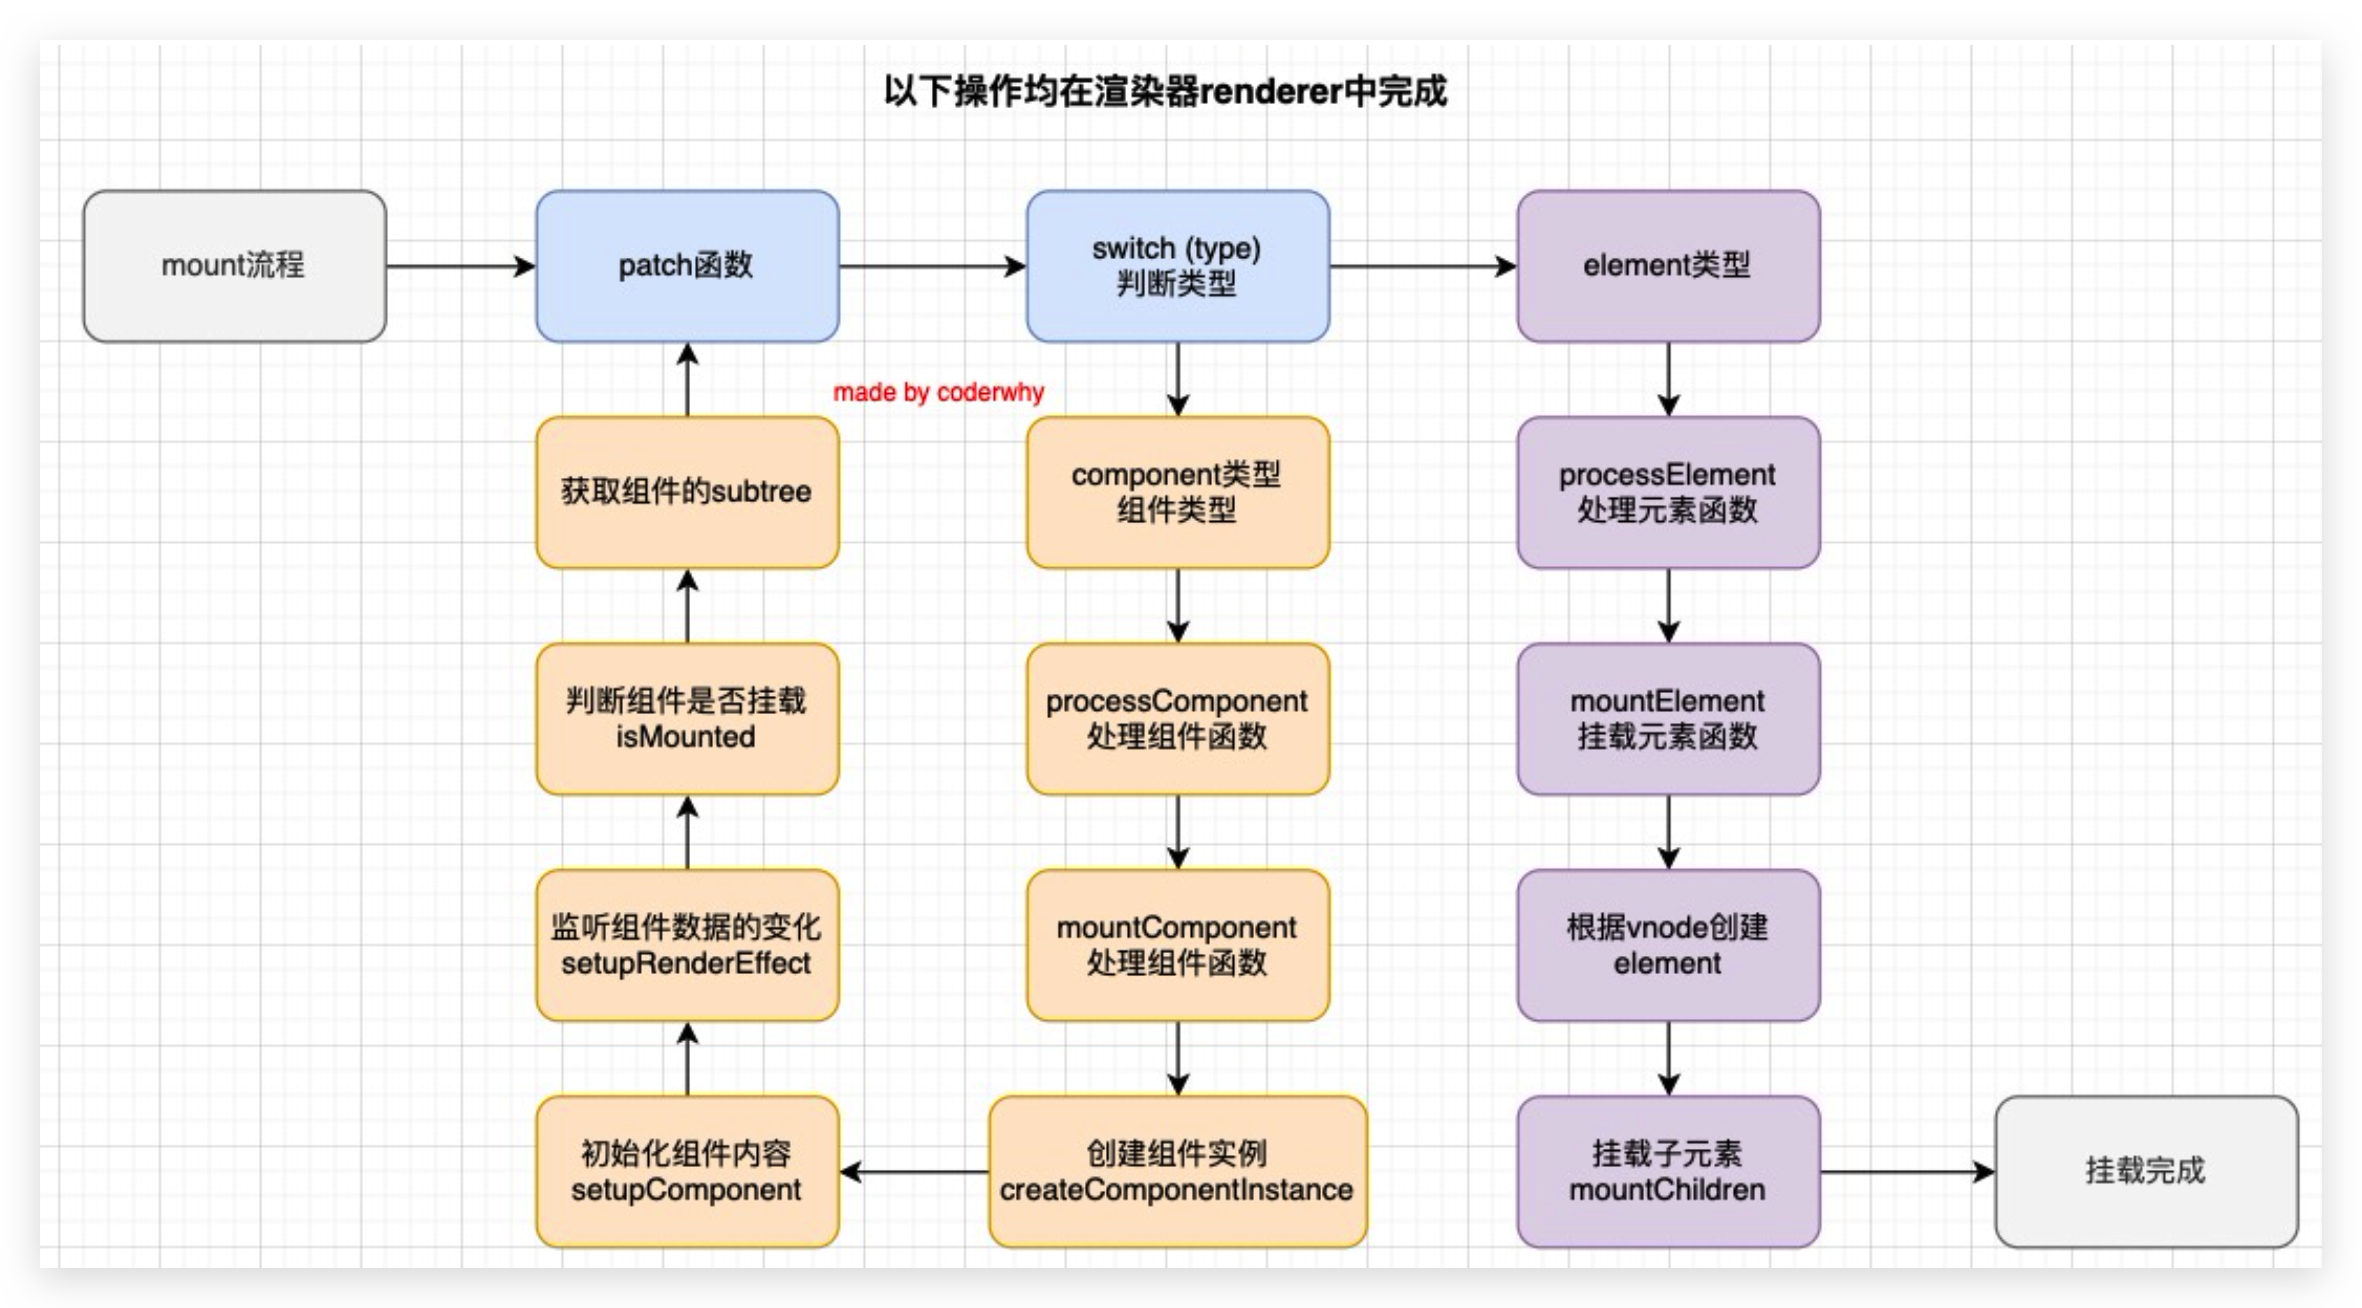 以下操作均在渲染器renderer中完成
mount流程
patch函数
switch (type)
判断类型
element类型
made by coderwhy
获取组件的subtree
component类型
组件类型
processElement
处理元素函数
判断组件是否挂载
isMounted
processComponent
处理组件函数
mountElement
挂载元素函数
监听组件数据的变化
setupRenderEffect
mountComponent
处理组件函数
根据vnode创建
element
初始化组件内容
setupComponent
创建组件实例
createComponentInstance
挂载子元素
mountChildren
挂载完成